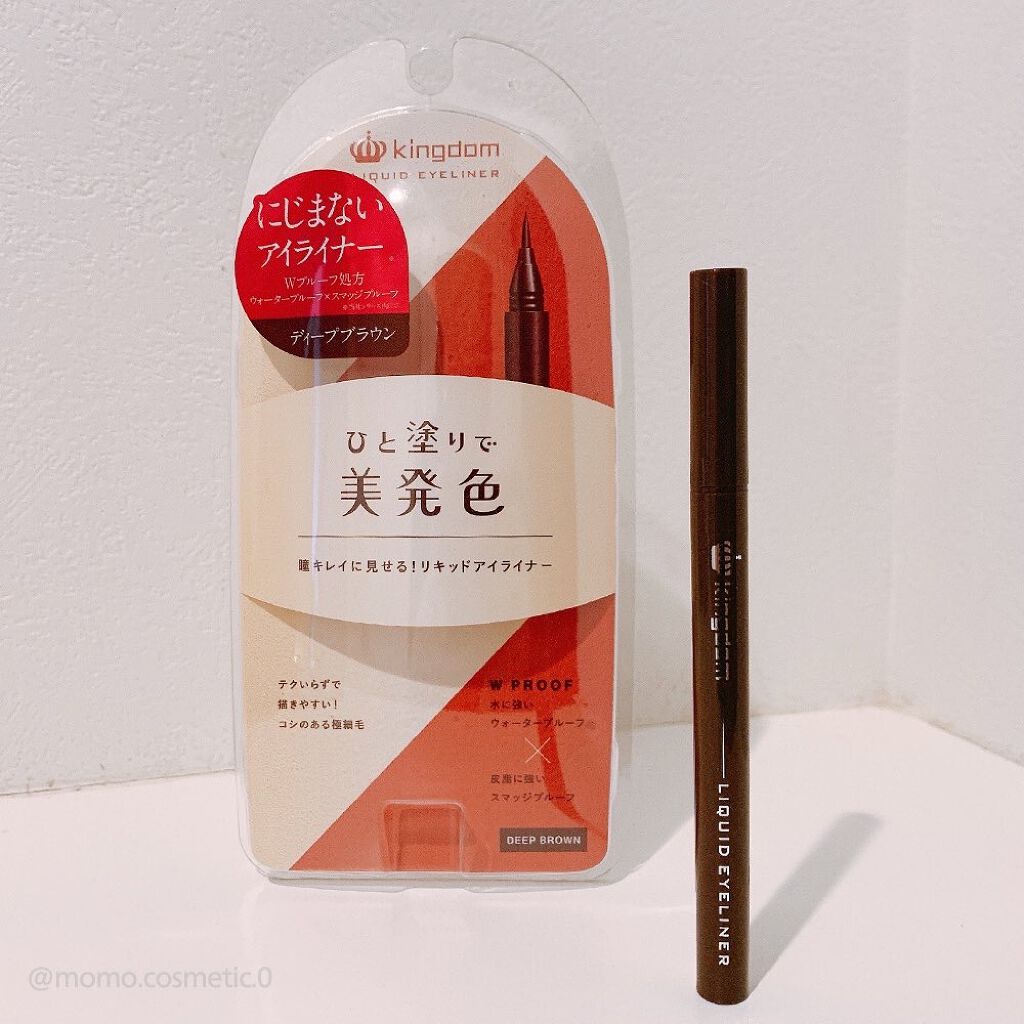 kingdom
LIQUID EYELINER
にじまない
アイライナー
Wプルーフ処方
ウォータープルーフ×スマッジプルーフ
ディープブラウン
ひと塗りで
美発色
瞳キレイに見せる!リキッドアイライナー
テクいらずで
描きやすい!
コシのある極細毛
W PROOF
水に強い
ウォータープルーフ
×
皮脂に強い
スマッジプルーフ
DEEP BROWN
kingdom
LIQUID EYELINER
@momo.cosmetic.0